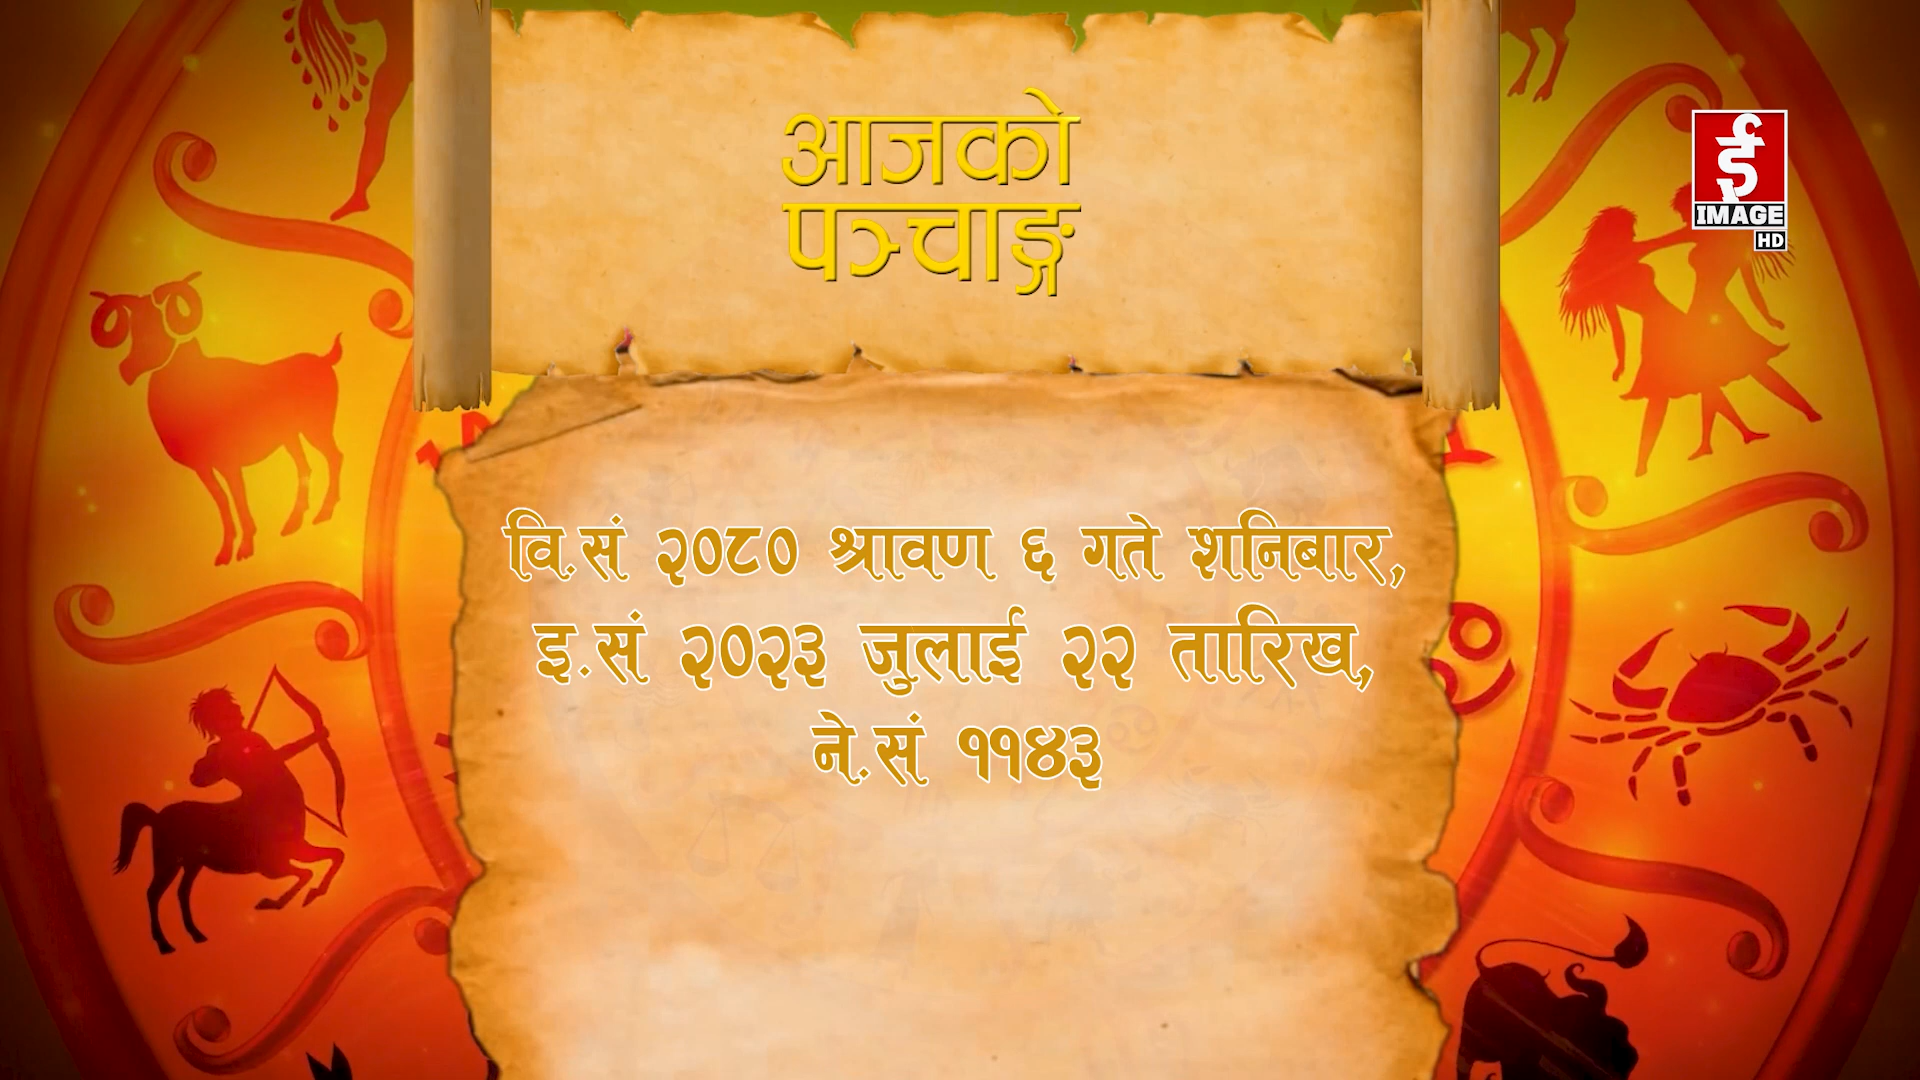 आजको
पञ्चाङ्ग
वि.सं २०८० श्रावण ६ गते शनिबार,
इ.सं २०२३ जुलाई २२ तारिख,
ने.सं ११४३
IMAGE
HD